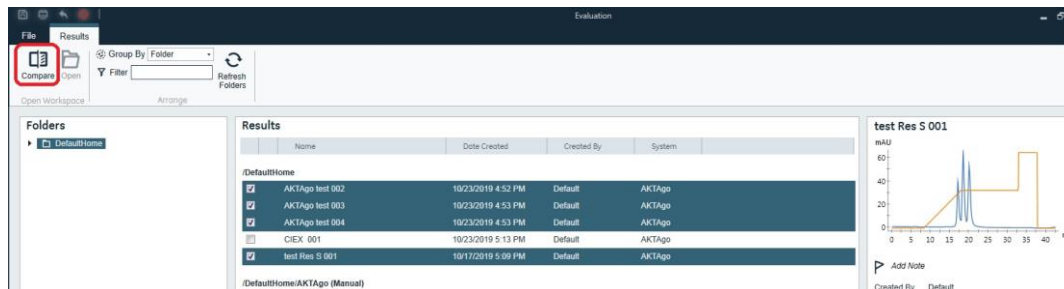 Evaluation
File Results
Compare Open Group By Folder
Filter Refresh Folders
Open Workspace Arrange
Folders
DefaultHome
Results
Name Date Created Created By System
/DefaultHome
AKTAgo test 002 10/23/2019 4:52 PM Default AKTAgo
AKTAgo test 003 10/23/2019 4:53 PM Default AKTAgo
AKTAgo test 004 10/23/2019 4:53 PM Default AKTAgo
CIEX 001 10/23/2019 5:13 PM Default AKTAgo
test Res S 001 10/17/2019 5:09 PM Default AKTAgo
/DefaultHome/AKTAgo (Manual)
test Res S 001
mAU
60
40
20
0
0 5 10 15 20 25 30 35 40
Add Note
Created By Default